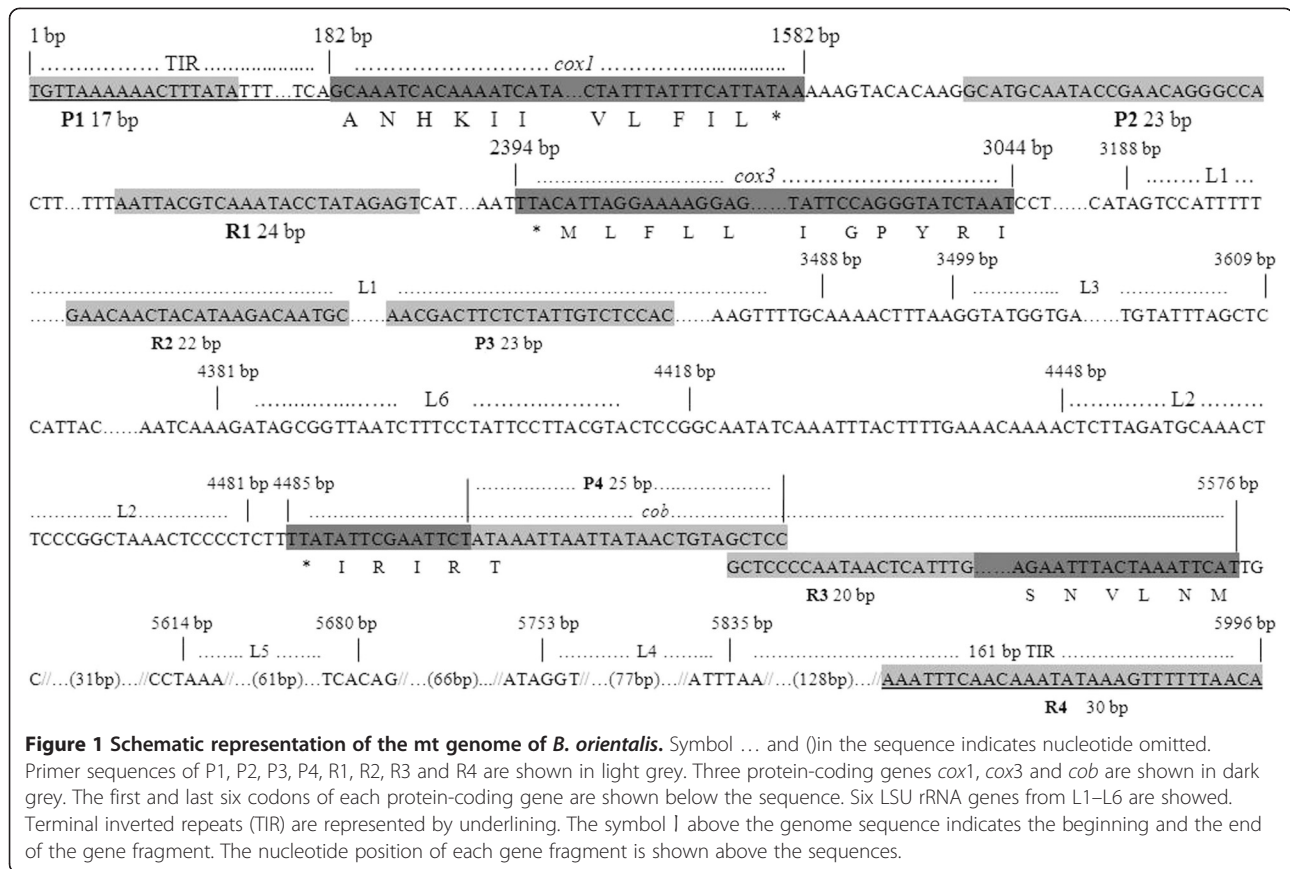 1 bp 182 bp 1582 bp
................ TIR ..................... ................ cox1 ............................
TGTTAAAAAACTTTATATTT...TCAGCAAATCACAAAATCATA...CTATTTATTTCATTATAAAAAGTACACAAGGCATGCAATACCGAACAGGGCCA
P1 17 bp A N H K I I V L F I L * P2 23 bp
2394 bp 3044 bp 3188 bp
........................ cox3 ............................ ........ L1 ...
CTT...TTTAATTACGTCAAATACCTATAGAGTCAT...AATTTACATTAGGAAAAGGAG......TATTCCAGGGTATCTAATCCT......CATAGTCCATTTTT
R1 24 bp * M L F L L I G P Y R I
3488 bp 3499 bp 3609 bp
....................................... L1 ............................................... ............ L3 ................
......GAACAACTACATAAGACAATGC......AACGACTTCTCTATTGTCTCCAC......AAGTTTTGCAAAACTTTAAGGTATGGTGA......TGTATTTAGCTC
R2 22 bp P3 23 bp
4381 bp 4418 bp 4448 bp
.................. L6 ................... ............ L2 .........
CATTAC......AATCAAAGATAGCGGTTAATCTTTCCTATTCCTTACGTACTCCGGCAATATCAAATTTACTTTTGAAACAAAACTCTTAGATGCAAACT
4481 bp 4485 bp P4 25 bp 5576 bp
.......... L2 ............... ........................ cob ............................................................
TCCCGGCTAAACTCCCCTCTTTTATATTCGAATTCTATAAATTAATTATAACTGTAGCTCC
* I R I R T GCTCCCCAATAACTCATTTG......AGAATTTACTAAATTCATTG
R3 20 bp S N V L N M
5614 bp 5680 bp 5753 bp 5835 bp 5996 bp
....... L5 ....... ......... L4 ......... .......................... 161 bp TIR ..........................
C//...(31bp)...//CCTAAA//...(61bp)...TCACAG//...(66bp)...//ATAGGT//...(77bp)...//ATTTAA//...(128bp)...//AAATTTCAACAAATATAAAGTTTTTTAACA
R4 30 bp
Figure 1 Schematic representation of the mt genome of B. orientalis. Symbol ... and ()in the sequence indicates nucleotide omitted.
Primer sequences of P1, P2, P3, P4, R1, R2, R3 and R4 are shown in light grey. Three protein-coding genes cox1, cox3 and cob are shown in dark
grey. The first and last six codons of each protein-coding gene are shown below the sequence. Six LSU rRNA genes from L1–L6 are showed.
Terminal inverted repeats (TIR) are represented by underlining. The symbol l above the genome sequence indicates the beginning and the end
of the gene fragment. The nucleotide position of each gene fragment is shown above the sequences.